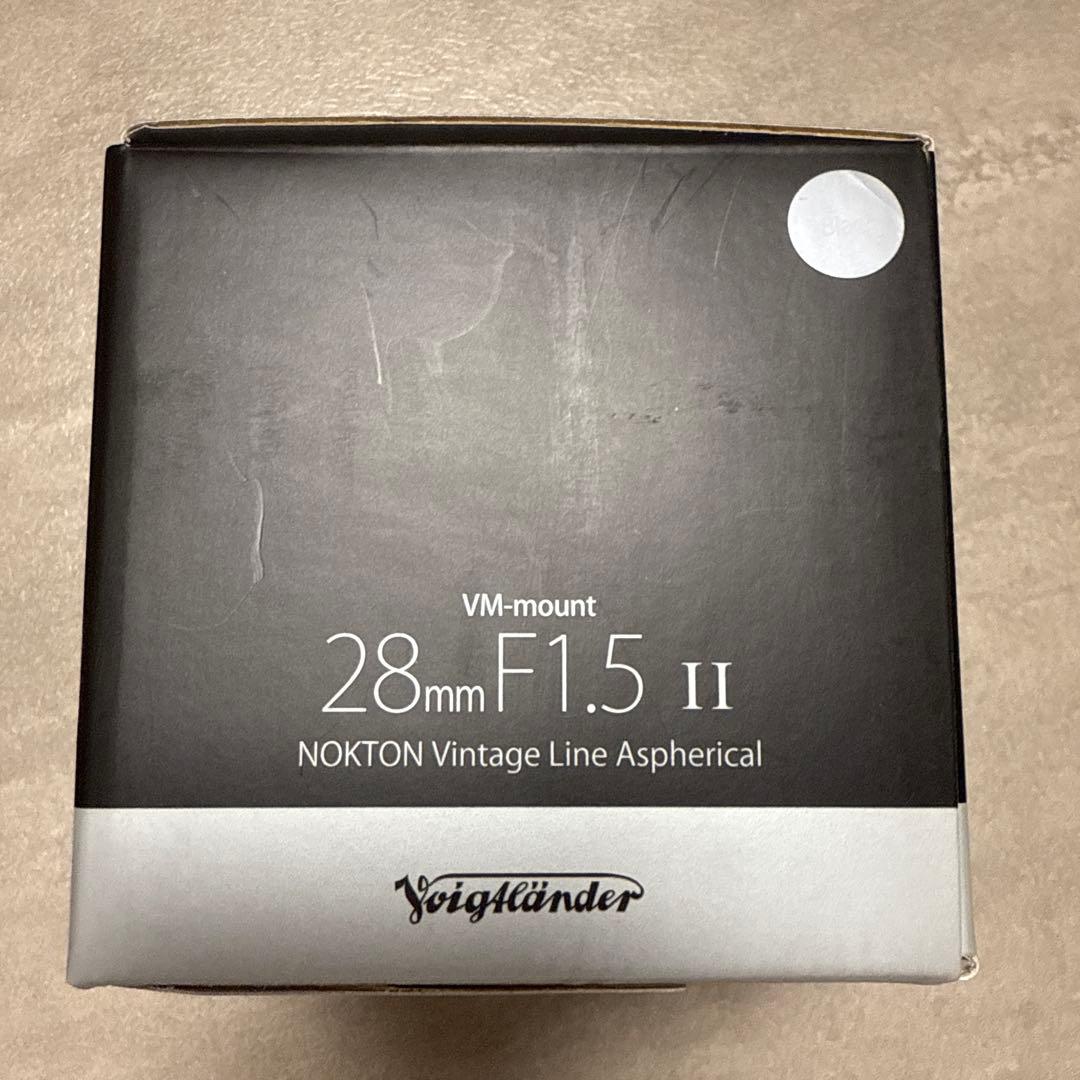 VM-mount
28mm F1.5 II
NOKTON Vintage Line Aspherical
Voigtländer